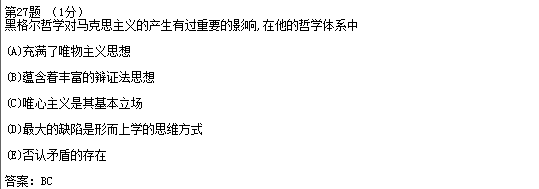 第27题 （1分）
黑格尔哲学对马克思主义的产生有过重要的影响,在他的哲学体系中
(A)充满了唯物主义思想
(B)蕴含着丰富的辩证法思想
(C)唯心主义是其基本立场
(D)最大的缺陷是形而上学的思维方式
(E)否认矛盾的存在
答案：BC